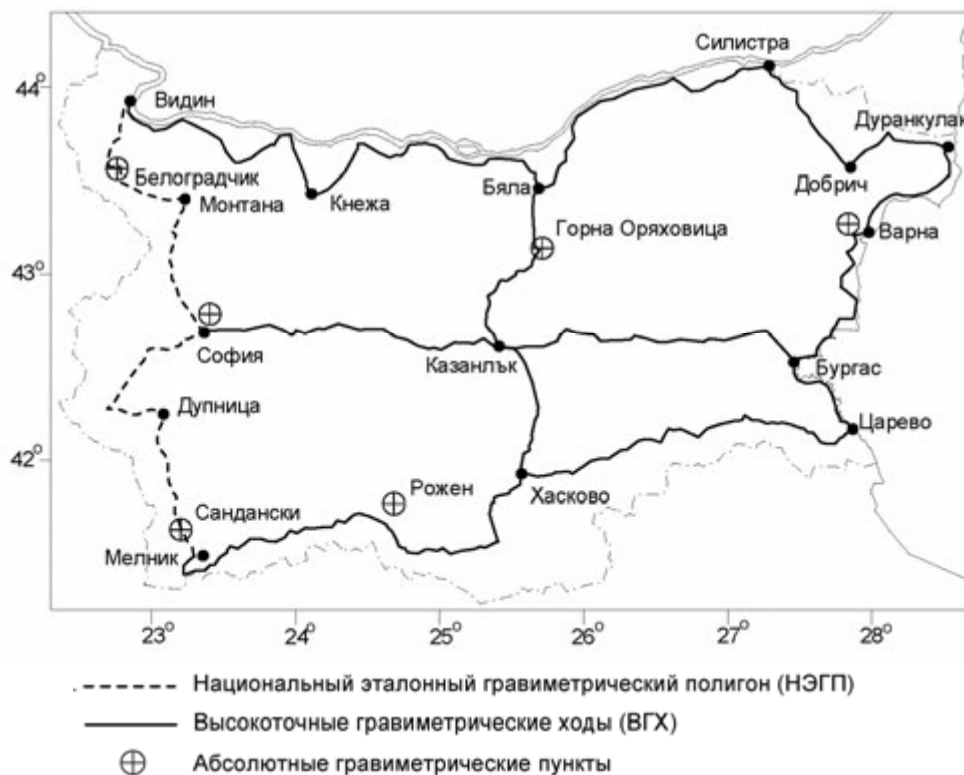 Силистра
44°
Видин
Дуранкулак
Белоградчик
Монтана
Кнежа
Бяла
Добрич
Горна Оряховица
Варна
43°
София
Казанлък
Бургас
Дупница
Царево
42°
Рожен
Хасково
Сандански
Мелник
23°
24°
25°
26°
27°
28°
Национальный эталонный гравиметрический полигон (НЭГП)
Высокоточные гравиметрические ходы (ВГХ)
Абсолютные гравиметрические пункты